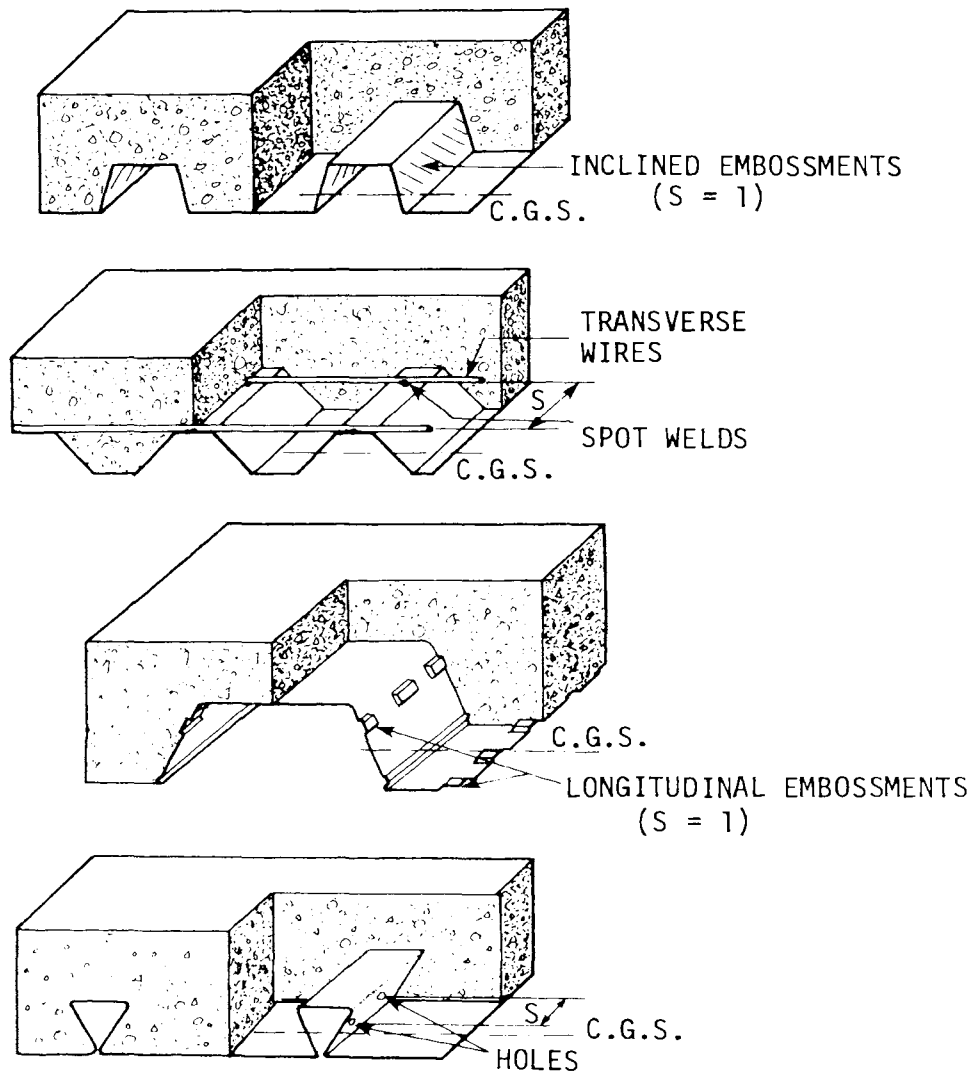 INCLINED EMBOSSMENTS
(S = 1)
C.G.S.
TRANSVERSE
WIRES
S
SPOT WELDS
C.G.S.
C.G.S.
LONGITUDINAL EMBOSSMENTS
(S = 1)
S
C.G.S.
HOLES